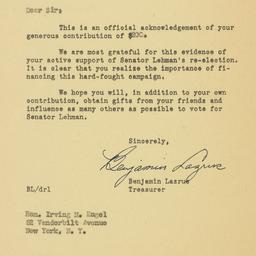 Dear Sir:
This is an official acknowledgement of your
generous contribution of $250.
We are most grateful for this evidence of
your active support of Senator Lehman's re-election.
It is clear that you realize the importance of fi-
nancing this hard-fought campaign.
We hope you will, in addition to your own
contribution, obtain gifts from your friends and
influence as many others as possible to vote for
Senator Lehman.
Sincerely,
Benjamin Lazrus
Benjamin Lazrus
Treasurer
BL/drl
Hon. Irving M. Engel
52 Vanderbilt Avenue
New York, N. Y.